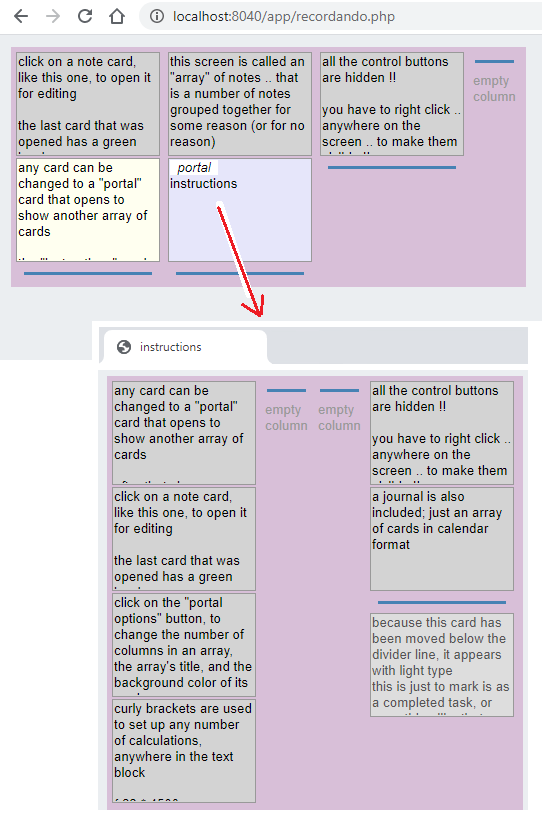 localhost:8040/app/recordando.php
click on a note card,
like this one, to open it
for editing
the last card that was
opened has a green
this screen is called an
"array" of notes .. that
is a number of notes
grouped together for
some reason (or for no
reason)
all the control buttons
are hidden !!
you have to right click ..
anywhere on the
screen .. to make them
empty
column
any card can be
changed to a "portal"
card that opens to
show another array of
cards
portal
instructions
instructions
any card can be
changed to a "portal"
card that opens to
show another array of
cards
click on a note card,
like this one, to open it
for editing
the last card that was
opened has a green
click on the "portal
options" button, to
change the number of
columns in an array,
the array's title, and the
background color of its
curly brackets are used
to set up any number
of calculations,
anywhere in the text
block
empty
column
empty
column
all the control buttons
are hidden !!
you have to right click ..
anywhere on the
screen .. to make them
a journal is also
included; just an array
of cards in calendar
format
because this card has
been moved below the
divider line, it appears
with light type
this is just to mark is as
a completed task, or